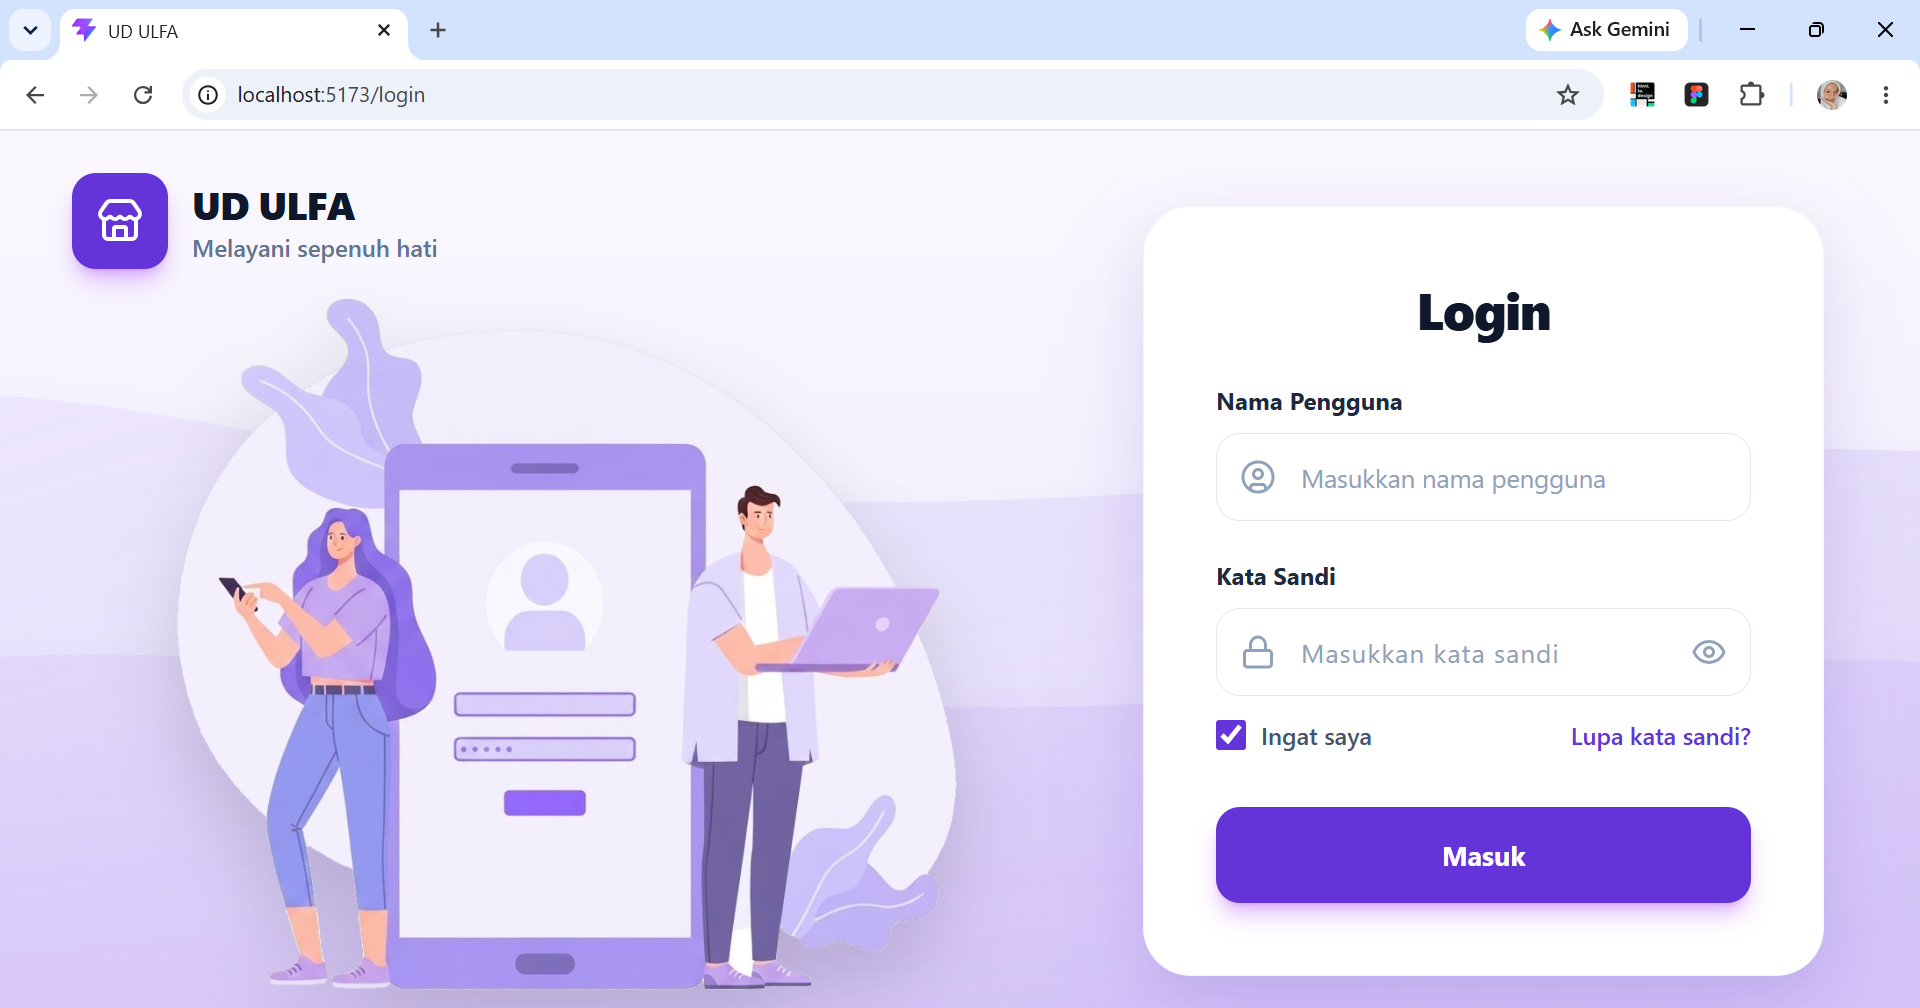 UD ULFA
Ask Gemini
localhost:5173/login
UD ULFA
Melayani sepenuh hati
Login
Nama Pengguna
Masukkan nama pengguna
Kata Sandi
Masukkan kata sandi
Ingat saya
Lupa kata sandi?
Masuk